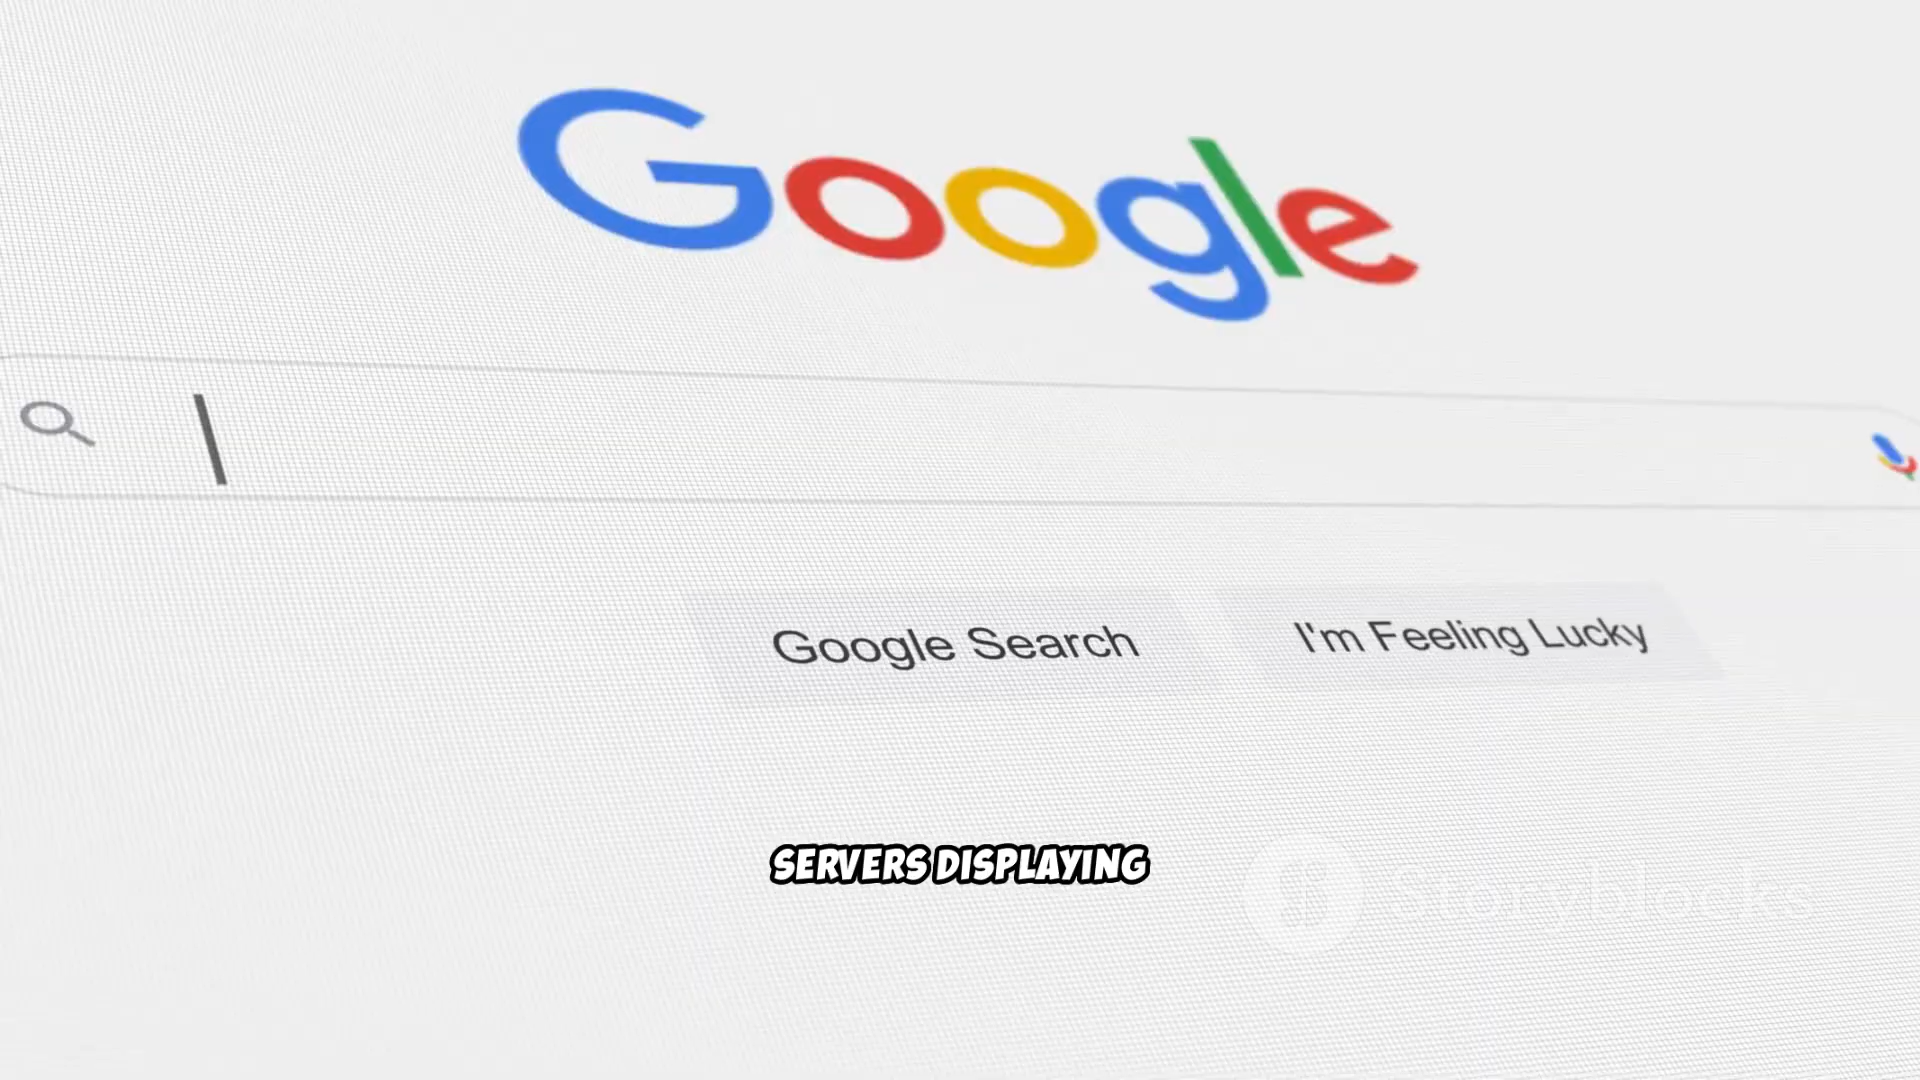 Google
Google Search
I'm Feeling Lucky
SERVERS DISPLAYING
Storyblocks